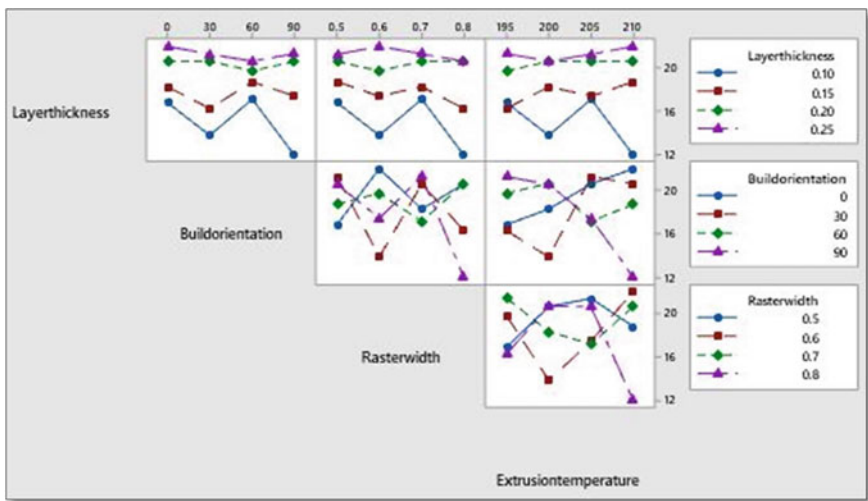 0 30 60 90 0.5 0.6 0.7 0.8 195 200 205 210
Layerthickness
20
0.10
Layerthickness
0.15
16
0.20
0.25
12
Buildorientation
20
0
Buildorientation
30
16
60
90
12
Rasterwidth
20
0.5
Rasterwidth
0.6
16
0.7
0.8
12
Extrusiontemperature